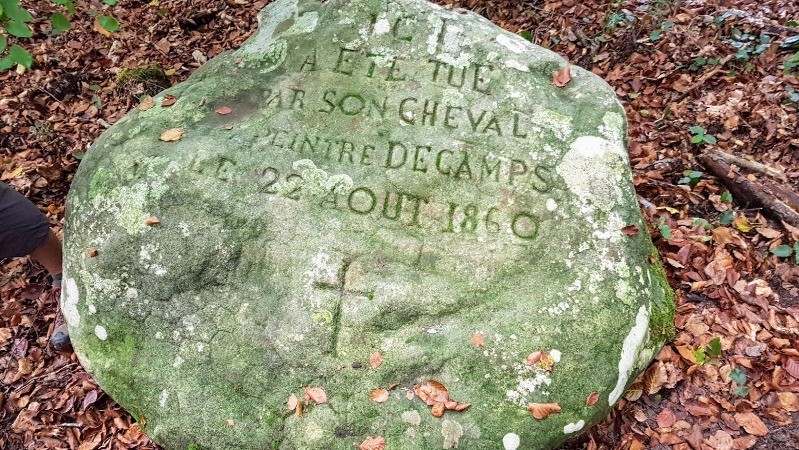 ICI
A ETE TUE
PAR SON CHEVAL
PEINTRE DECAMPS
LE 22 AOUT 1860